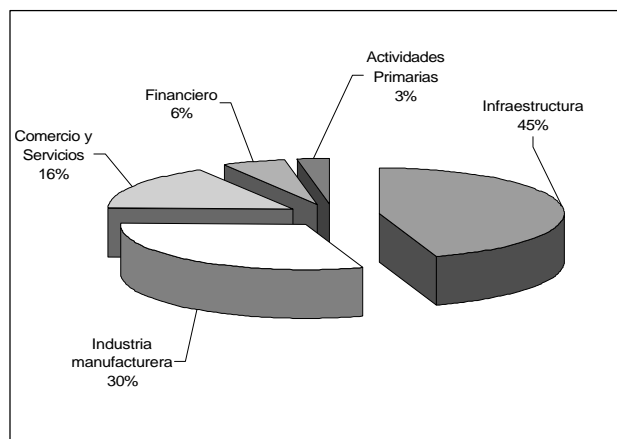 Actividades
Primarias
3%
Financiero
6%
Infraestructura
45%
Comercio y
Servicios
16%
Industria
manufacturera
30%